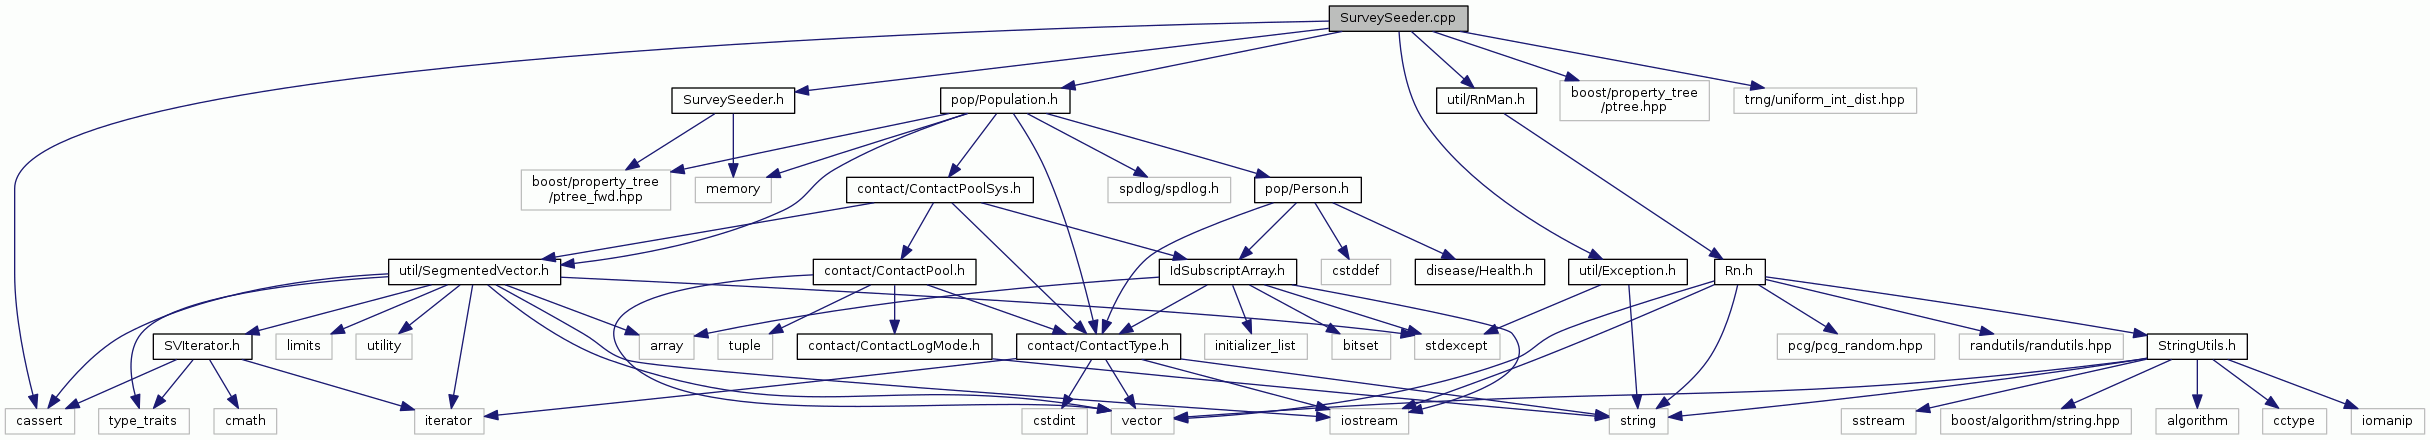 SurveySeeder.cpp
SurveySeeder.h
pop/Population.h
util/RnMan.h
boost/property_tree
/ptree.hpp
trng/uniform_int_dist.hpp
boost/property_tree
/ptree_fwd.hpp
memory
contact/ContactPoolSys.h
spdlog/spdlog.h
pop/Person.h
util/SegmentedVector.h
contact/ContactPool.h
IdSubscriptArray.h
cstddef
disease/Health.h
util/Exception.h
Rn.h
SVIterator.h
limits
utility
array
tuple
contact/ContactLogMode.h
contact/ContactType.h
initializer_list
bitset
stdexcept
pcg/pcg_random.hpp
randutils/randutils.hpp
StringUtils.h
cassert
type_traits
cmath
iterator
cstdint
vector
iostream
string
sstream
boost/algorithm/string.hpp
algorithm
cctype
iomanip